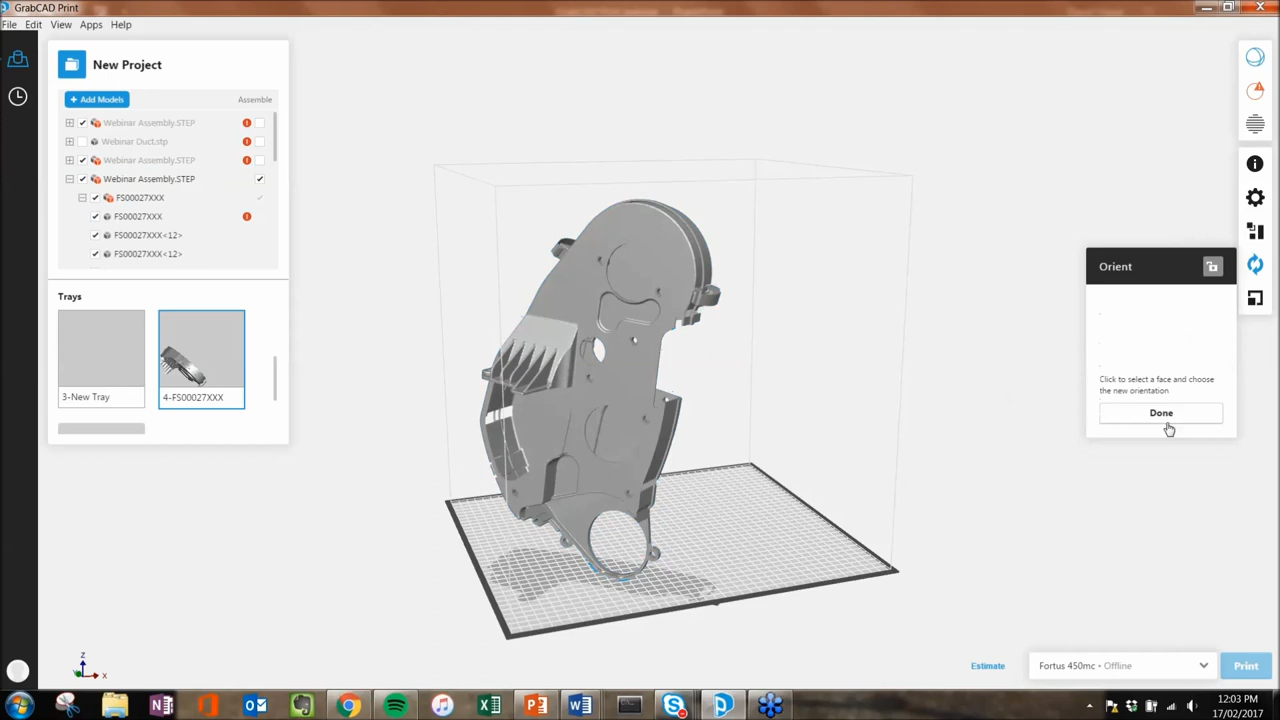 GrabCAD Print
File Edit View Apps Help
New Project
+ Add Models
Assemble
Webinar Assembly.STEP
Webinar Duct.stp
Webinar Assembly.STEP
Webinar Assembly.STEP
FS00027XXX
FS00027XXX
FS00027XXX<12>
FS00027XXX<12>
Trays
3-New Tray
4-FS00027XXX
Orient
Click to select a face and choose
the new orientation
Done
Z
X
Estimate
Fortus 450mc - Offline
Print
12:03 PM
17/02/2017